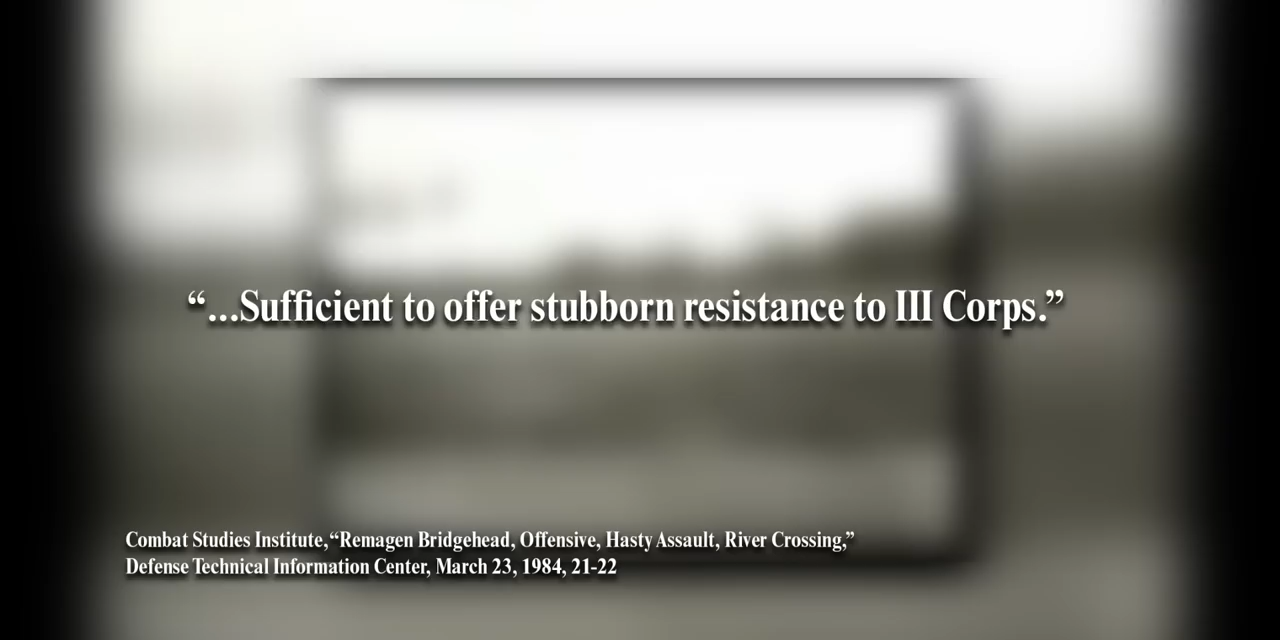 “...Sufficient to offer stubborn resistance to III Corps.”
Combat Studies Institute,“Remagen Bridgehead, Offensive, Hasty Assault, River Crossing,”
Defense Technical Information Center, March 23, 1984, 21-22